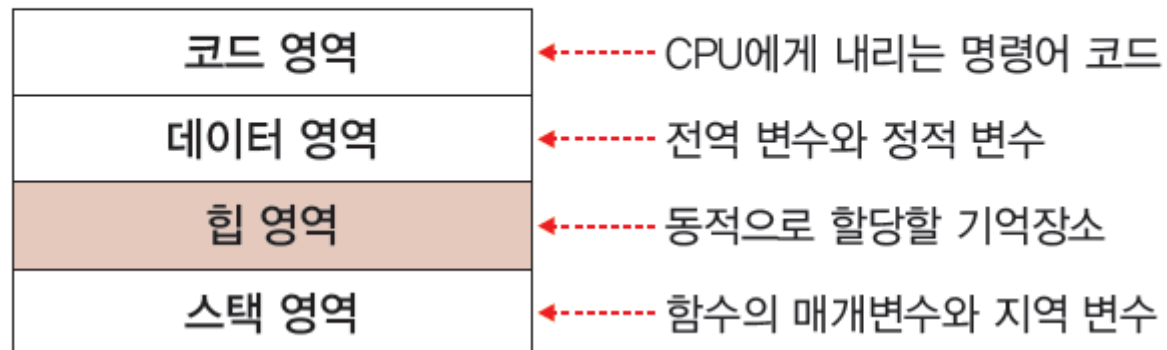 코드 영역 CPU에게 내리는 명령어 코드
데이터 영역 전역 변수와 정적 변수
힙 영역 동적으로 할당할 기억장소
스택 영역 함수의 매개변수와 지역 변수